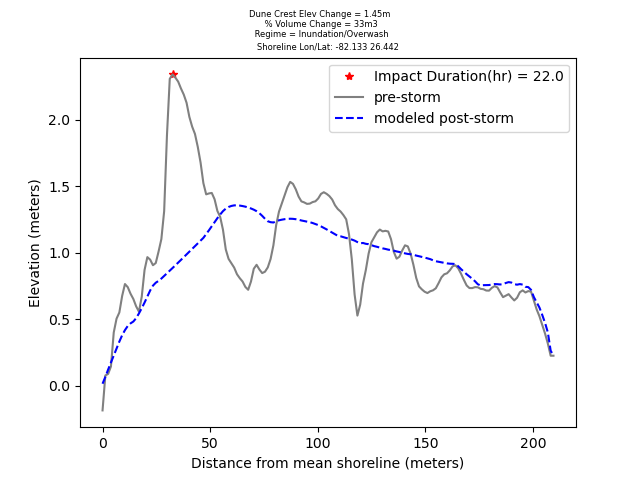 Dune Crest Elev Change = 1.45m
% Volume Change = 33m3
Regime = Inundation/Overwash
Shoreline Lon/Lat: -82.133 26.442
Impact Duration(hr) = 22.0
pre-storm
modeled post-storm
2.0
1.5
1.0
0.5
0.0
Elevation (meters)
0 50 100 150 200
Distance from mean shoreline (meters)